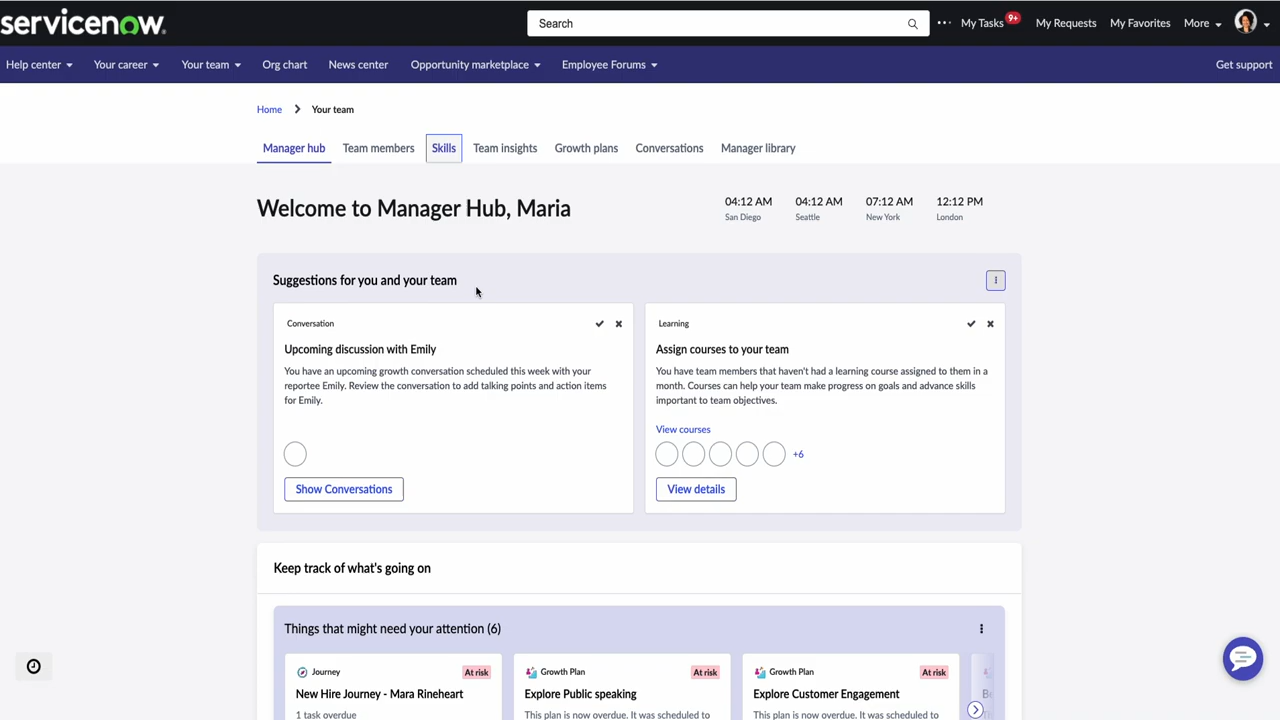 servicenow.
Search
My Tasks
9+
My Requests
My Favorites
More
Help center
Your career
Your team
Org chart
News center
Opportunity marketplace
Employee Forums
Get support
Home
Your team
Manager hub
Team members
Skills
Team insights
Growth plans
Conversations
Manager library
Welcome to Manager Hub, Maria
04:12 AM
San Diego
04:12 AM
Seattle
07:12 AM
New York
12:12 PM
London
Suggestions for you and your team
Conversation
Upcoming discussion with Emily
You have an upcoming growth conversation scheduled this week with your
reportee Emily. Review the conversation to add talking points and action items
for Emily.
Show Conversations
Learning
Assign courses to your team
You have team members that haven't had a learning course assigned to them in a
month. Courses can help your team make progress on goals and advance skills
important to team objectives.
View courses
+6
View details
Keep track of what's going on
Things that might need your attention (6)
Journey
At risk
New Hire Journey - Mara Rineheart
1 task overdue
Growth Plan
At risk
Explore Public speaking
This plan is now overdue. It was scheduled to
Growth Plan
At risk
Explore Customer Engagement
This plan is now overdue. It was scheduled to